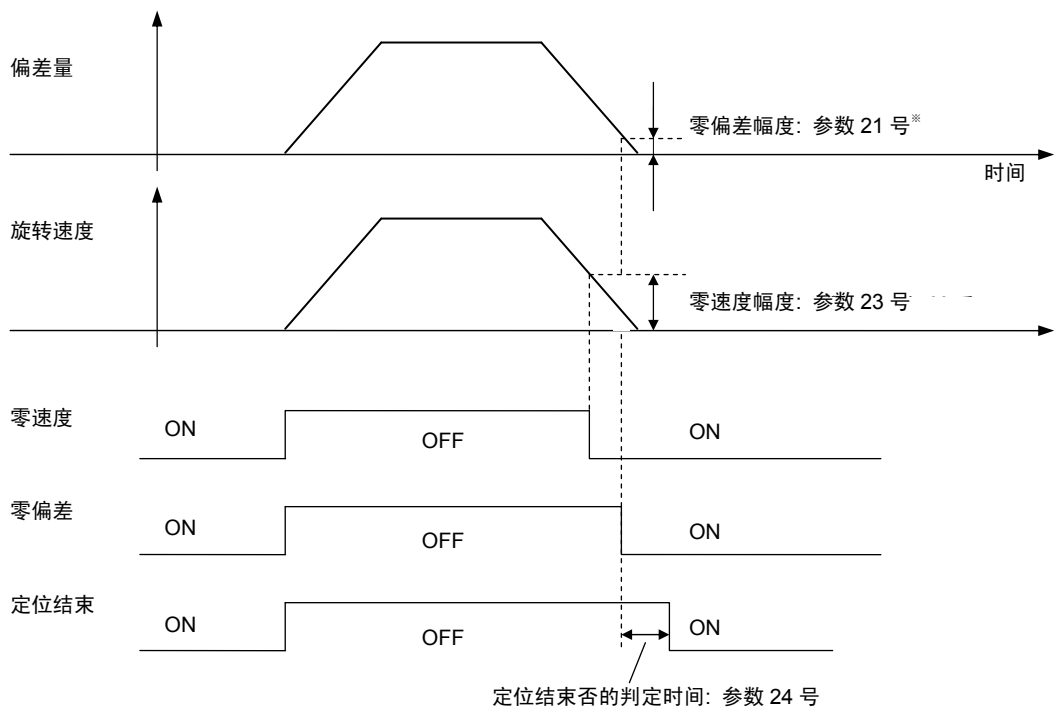 偏差量
零偏差幅度: 参数 21 号※
时间
旋转速度
零速度幅度: 参数 23 号
零速度
ON
OFF
ON
零偏差
ON
OFF
ON
定位结束
ON
OFF
ON
定位结束否的判定时间: 参数 24 号